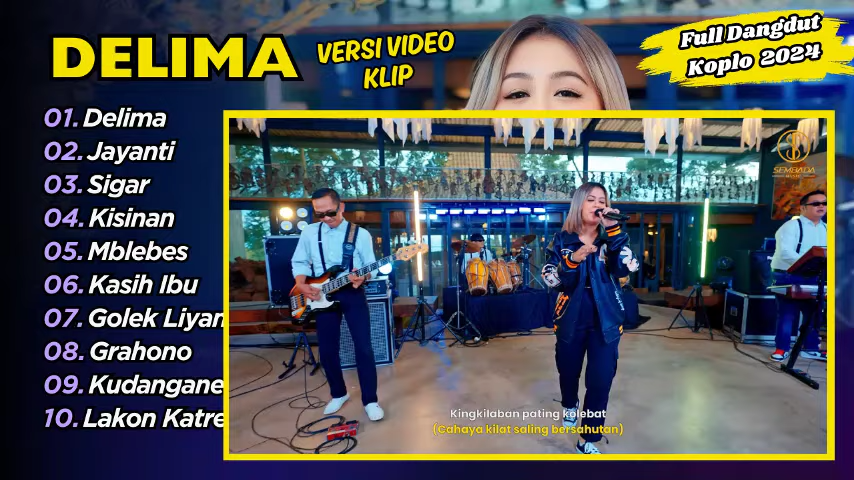 DELIMA
VERSI VIDEO
KLIP
Full Dangdut
Koplo 2024
01. Delima
02. Jayanti
03. Sigar
04. Kisinan
05. Mblebes
06. Kasih Ibu
07. Golek Liyan
08. Grahono
09. Kudangane
10. Lakon Katre
SEMBADA
MUSIC
Kingkilaban pating kolebat
(Cahaya kilat saling bersahutan)